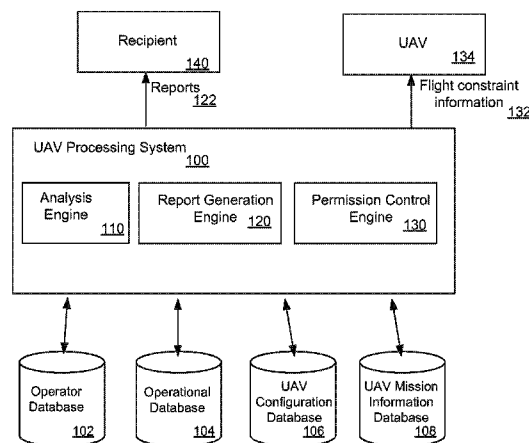 Recipient
140
UAV
134
Reports
122
Flight constraint
information
132
UAV Processing System
100
Analysis
Engine
110
Report Generation
Engine
120
Permission Control
Engine
130
Operator
Database
102
Operational
Database
104
UAV
Configuration
Database
106
UAV Mission
Information
Database
108